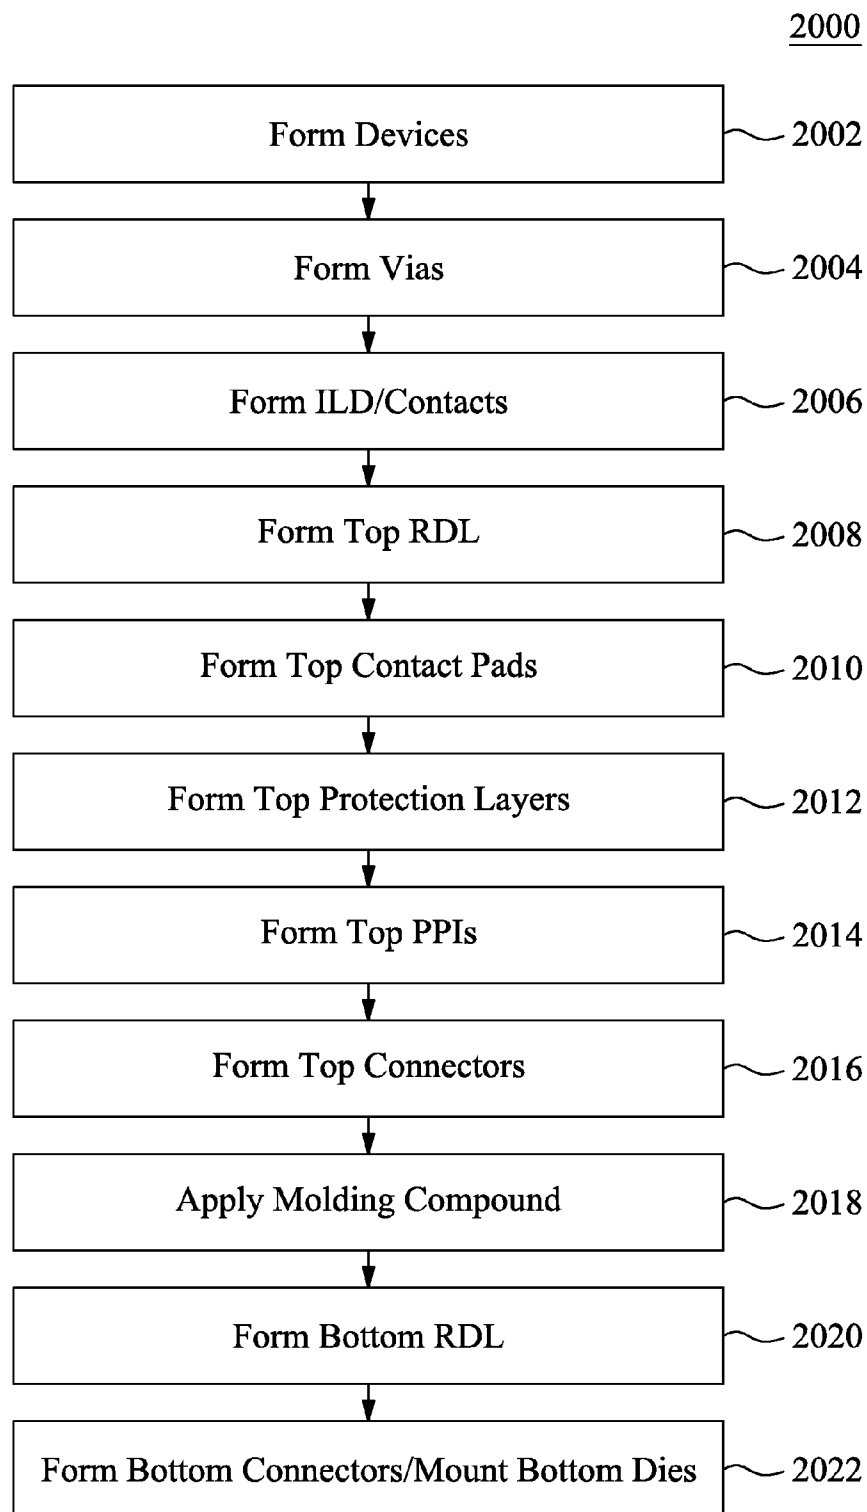 2000
Form Devices
2002
Form Vias
2004
Form ILD/Contacts
2006
Form Top RDL
2008
Form Top Contact Pads
2010
Form Top Protection Layers
2012
Form Top PPIs
2014
Form Top Connectors
2016
Apply Molding Compound
2018
Form Bottom RDL
2020
Form Bottom Connectors/Mount Bottom Dies
2022